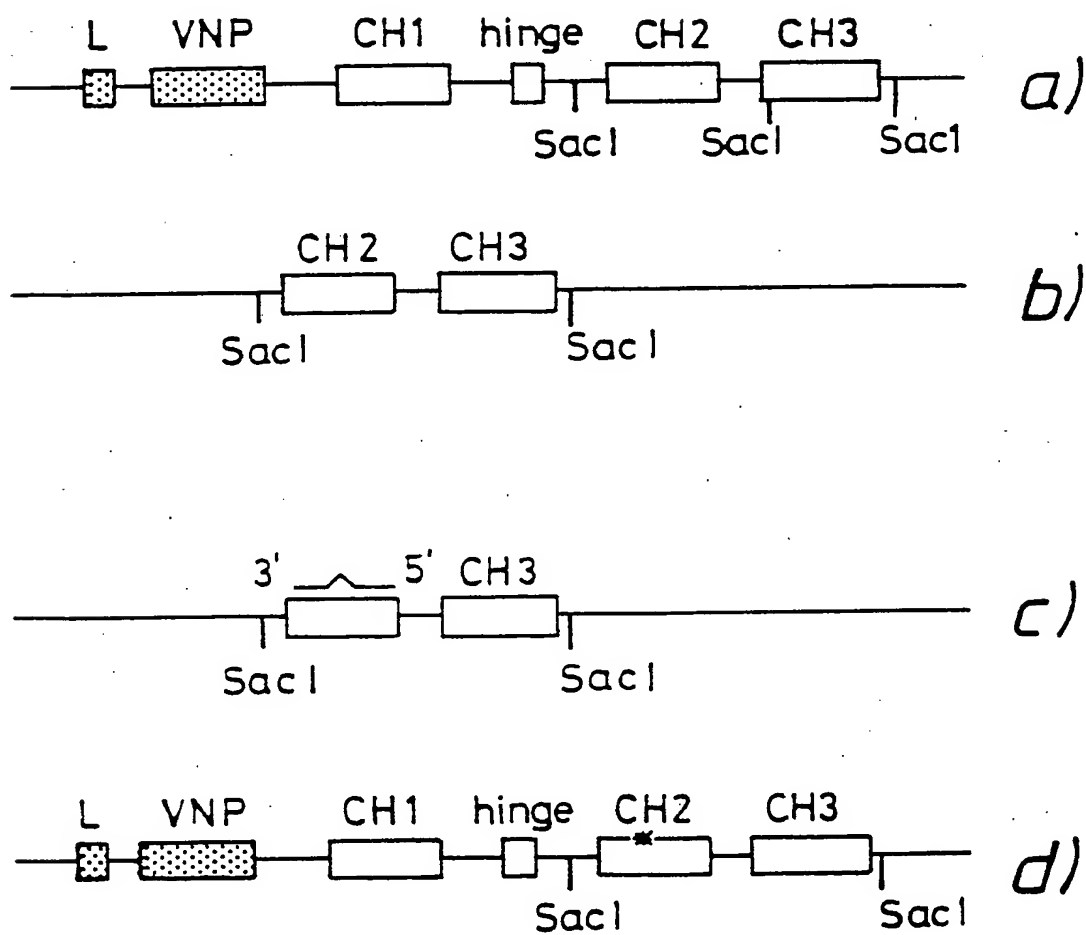 L VNP CH1 hinge CH2 CH3
a)
SacI SacI Sac1
CH2 CH3
b)
SacI SacI
3' 5' CH3
c)
SacI SacI
L VNP CH1 hinge CH2 CH3
*
d)
SacI SacI